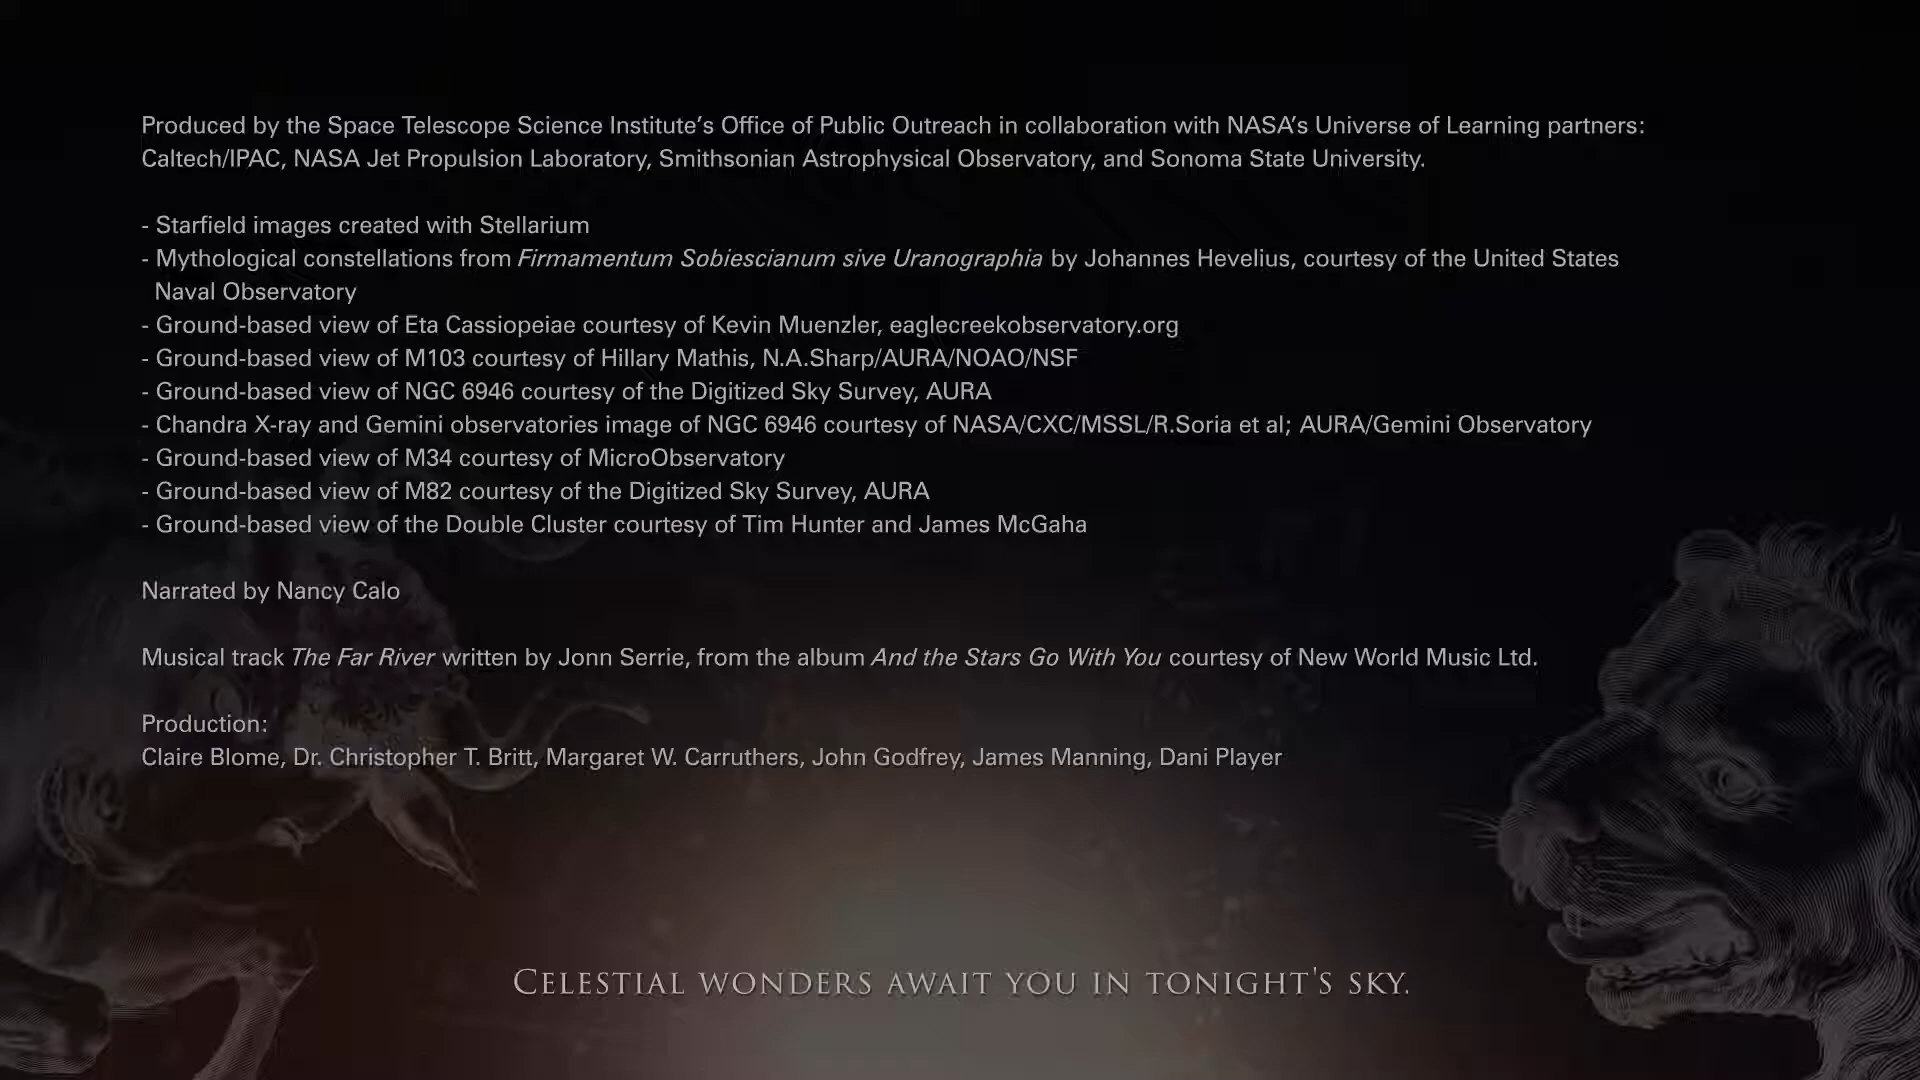 Produced by the Space Telescope Science Institute’s Office of Public Outreach in collaboration with NASA’s Universe of Learning partners:
Caltech/IPAC, NASA Jet Propulsion Laboratory, Smithsonian Astrophysical Observatory, and Sonoma State University.
- Starfield images created with Stellarium
- Mythological constellations from Firmamentum Sobiescianum sive Uranographia by Johannes Hevelius, courtesy of the United States
Naval Observatory
- Ground-based view of Eta Cassiopeiae courtesy of Kevin Muenzler, eaglecreekobservatory.org
- Ground-based view of M103 courtesy of Hillary Mathis, N.A.Sharp/AURA/NOAO/NSF
- Ground-based view of NGC 6946 courtesy of the Digitized Sky Survey, AURA
- Chandra X-ray and Gemini observatories image of NGC 6946 courtesy of NASA/CXC/MSSL/R.Soria et al; AURA/Gemini Observatory
- Ground-based view of M34 courtesy of MicroObservatory
- Ground-based view of M82 courtesy of the Digitized Sky Survey, AURA
- Ground-based view of the Double Cluster courtesy of Tim Hunter and James McGaha
Narrated by Nancy Calo
Musical track The Far River written by Jonn Serrie, from the album And the Stars Go With You courtesy of New World Music Ltd.
Production:
Claire Blome, Dr. Christopher T. Britt, Margaret W. Carruthers, John Godfrey, James Manning, Dani Player
Celestial wonders await you in tonight's sky.